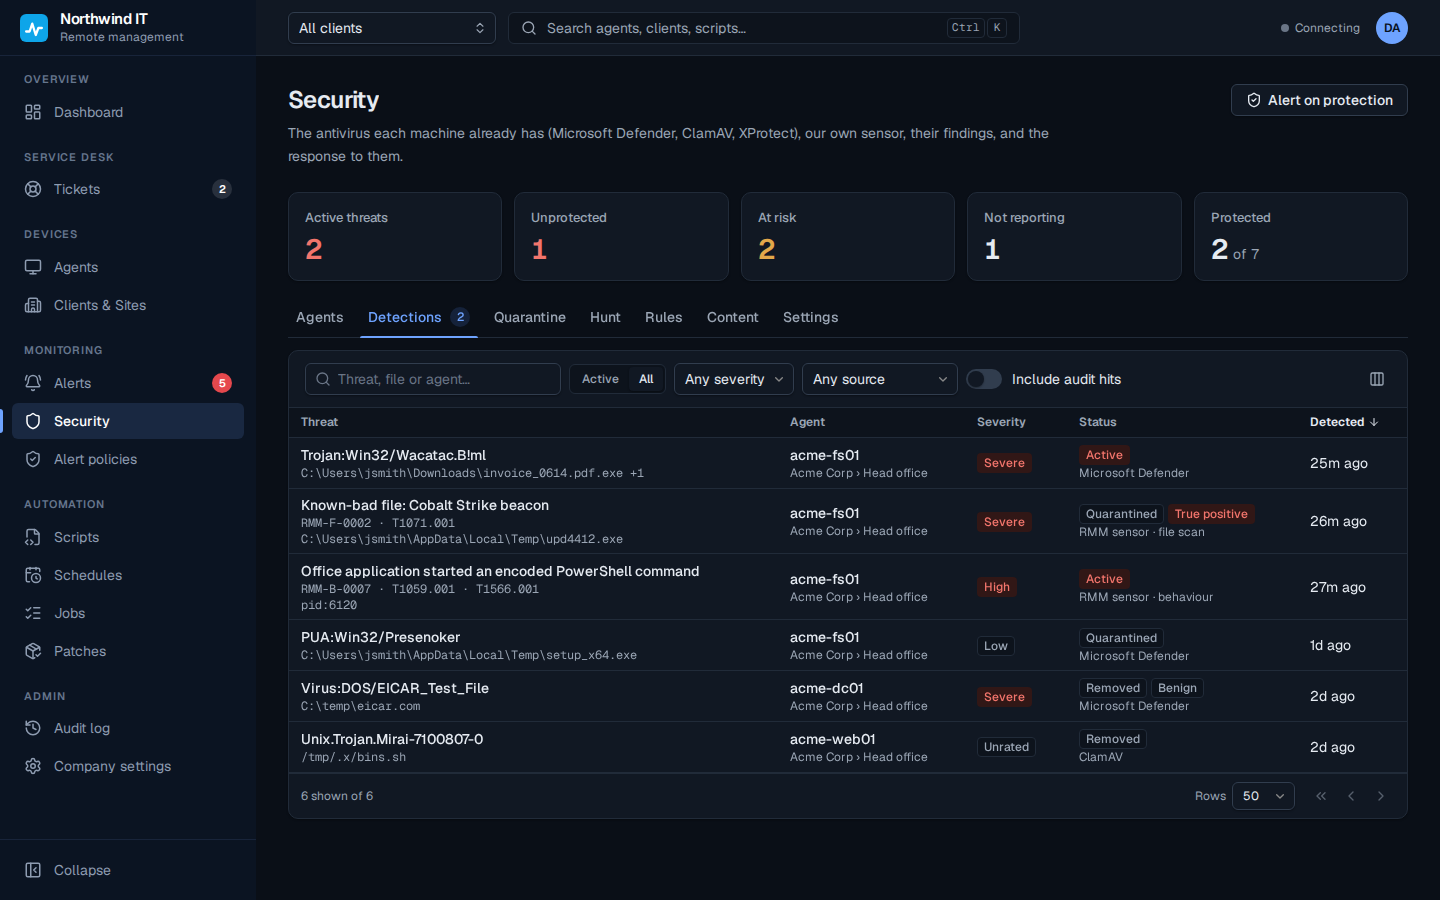 Northwind IT
Remote management
All clients
Search agents, clients, scripts...
Ctrl K
Connecting
DA
OVERVIEW
Dashboard
SERVICE DESK
Tickets 2
DEVICES
Agents
Clients & Sites
MONITORING
Alerts 5
Security
Alert policies
AUTOMATION
Scripts
Schedules
Jobs
Patches
ADMIN
Audit log
Company settings
Collapse
Security
Alert on protection
The antivirus each machine already has (Microsoft Defender, ClamAV, XProtect), our own sensor, their findings, and the
response to them.
Active threats
2
Unprotected
1
At risk
2
Not reporting
1
Protected
2 of 7
Agents Detections 2 Quarantine Hunt Rules Content Settings
Threat, file or agent... Active All Any severity Any source Include audit hits
Threat Agent Severity Status Detected ↓
Trojan:Win32/Wacatac.B!ml
C:\Users\jsmith\Downloads\invoice_0614.pdf.exe +1
acme-fs01
Acme Corp › Head office
Severe
Active
Microsoft Defender
25m ago
Known-bad file: Cobalt Strike beacon
RMM-F-0002 · T1071.001
C:\Users\jsmith\AppData\Local\Temp\upd4412.exe
acme-fs01
Acme Corp › Head office
Severe
Quarantined True positive
RMM sensor · file scan
26m ago
Office application started an encoded PowerShell command
RMM-B-0007 · T1059.001 · T1566.001
pid:6120
acme-fs01
Acme Corp › Head office
High
Active
RMM sensor · behaviour
27m ago
PUA:Win32/Presenoker
C:\Users\jsmith\AppData\Local\Temp\setup_x64.exe
acme-fs01
Acme Corp › Head office
Low
Quarantined
Microsoft Defender
1d ago
Virus:DOS/EICAR_Test_File
C:\temp\eicar.com
acme-dc01
Acme Corp › Head office
Severe
Removed Benign
Microsoft Defender
2d ago
Unix.Trojan.Mirai-7100807-0
/tmp/.x/bins.sh
acme-web01
Acme Corp › Head office
Unrated
Removed
ClamAV
2d ago
6 shown of 6
Rows 50